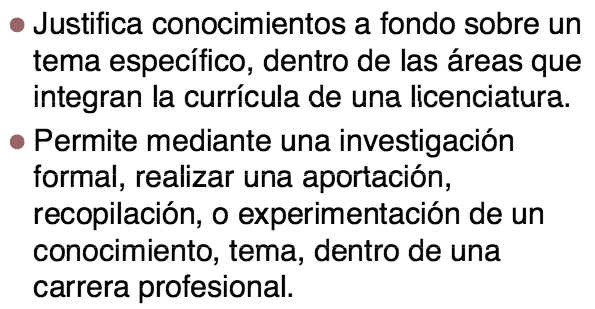 • Justifica conocimientos a fondo sobre un
tema específico, dentro de las áreas que
integran la currícula de una licenciatura.
• Permite mediante una investigación
formal, realizar una aportación,
recopilación, o experimentación de un
conocimiento, tema, dentro de una
carrera profesional.